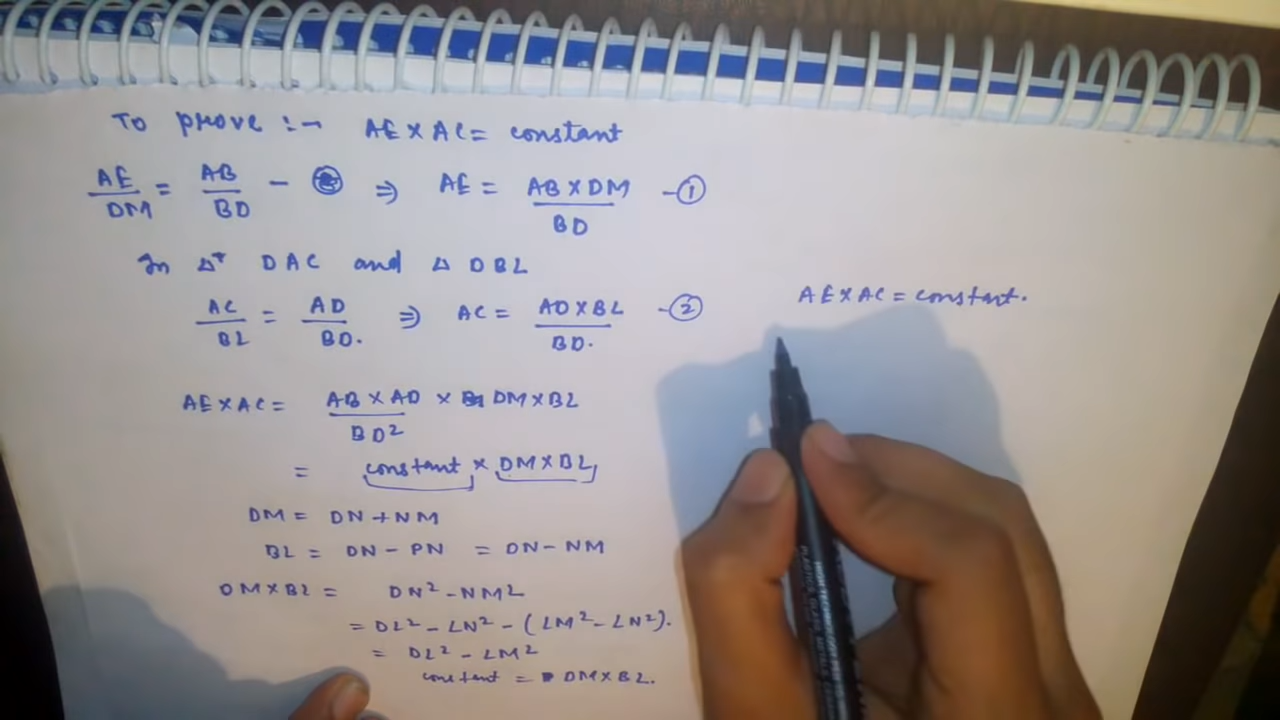 To prove :- AE × AC = constant
AE/DM = AB/BD - ⇒ AE = AB × DM/BD - ①
In Δr DAC and Δ DBL
AC/BL = AD/BD. ⇒ AC = AD × BL/BD. - ②
AE × AC = constant.
AE × AC = AB × AD/BD² × DM × BL
= constant × DM × BL
DM = DN + NM
BL = DN - PN = DN - NM
DM × BL = DN² - NM²
= DL² - LN² - (LM² - LN²).
= DL² - LM²
constant = DM × BL.